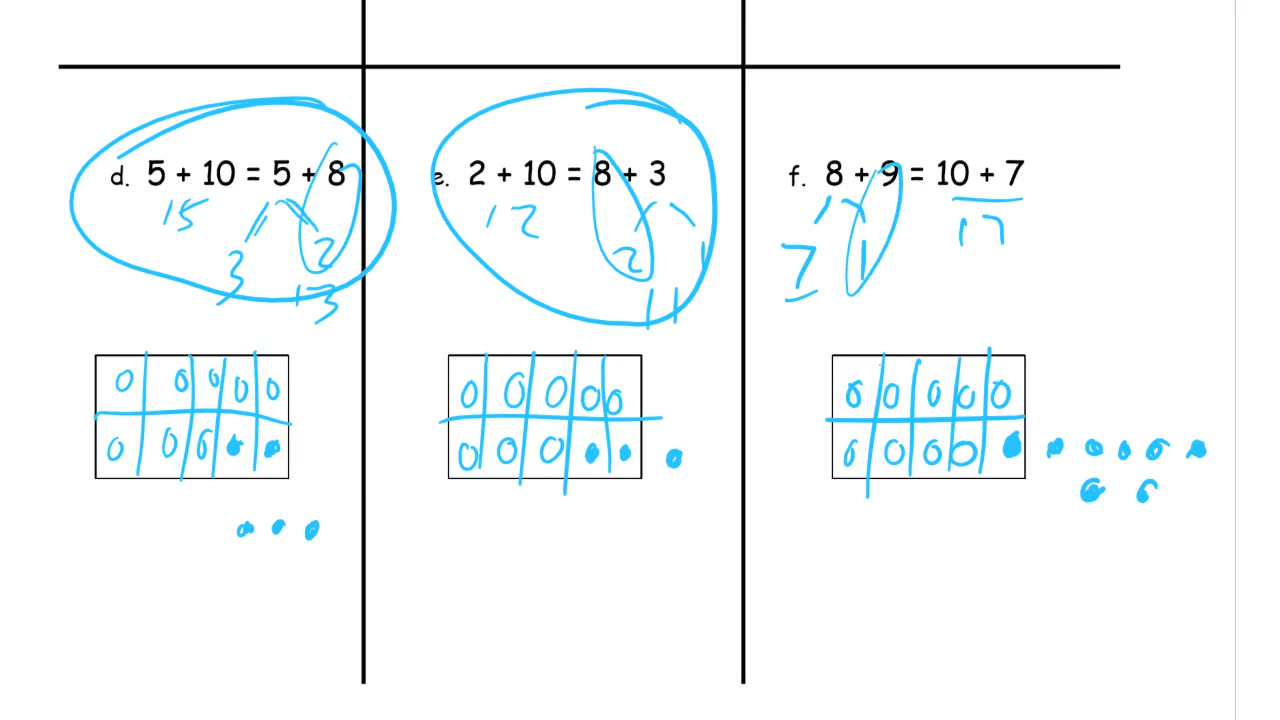 d. 5 + 10 = 5 + 8
15
3 2
13
e. 2 + 10 = 8 + 3
12
2 1
11
f. 8 + 9 = 10 + 7
17
7 1